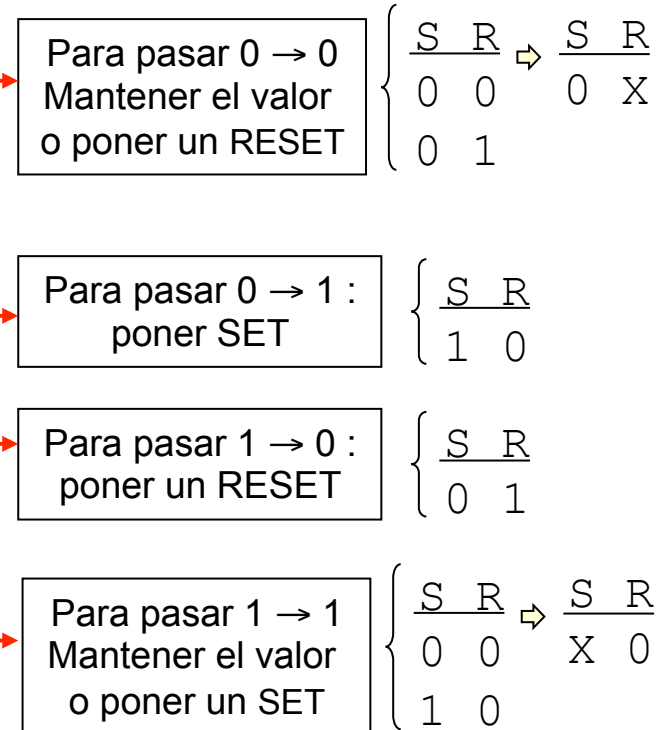 Para pasar 0 → 0
Mantener el valor
o poner un RESET
S R ⇨ S R
0 0 0 X
0 1
Para pasar 0 → 1 :
poner SET
S R
1 0
Para pasar 1 → 0 :
poner un RESET
S R
0 1
Para pasar 1 → 1
Mantener el valor
o poner un SET
S R ⇨ S R
0 0 X 0
1 0